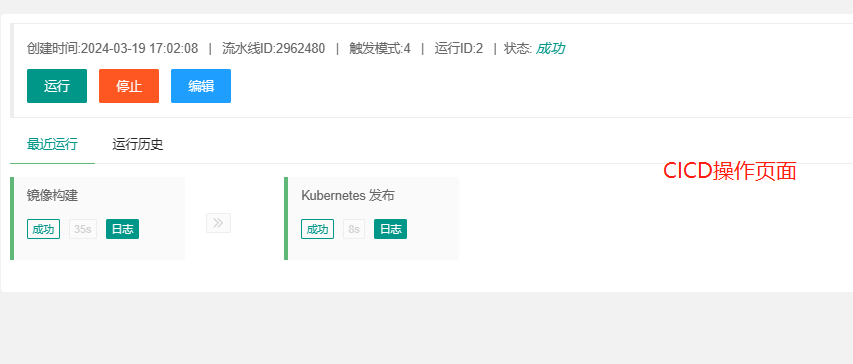 创建时间:2024-03-19 17:02:08 | 流水线ID:2962480 | 触发模式:4 | 运行ID:2 | 状态: 成功
运行 停止 编辑
最近运行 运行历史
CICD操作页面
镜像构建 Kubernetes 发布
成功 35s 日志 成功 8s 日志